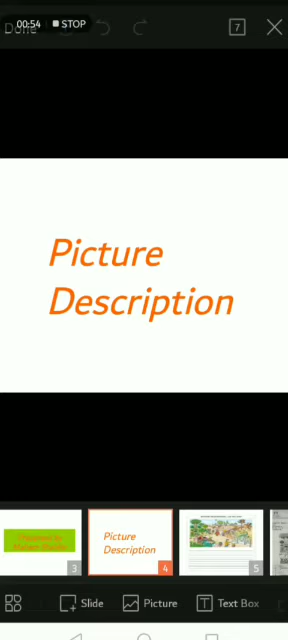 Done
00:54 STOP
7
Picture
Description
3
Picture
Description
4
5
Slide
Picture
T
Text Box